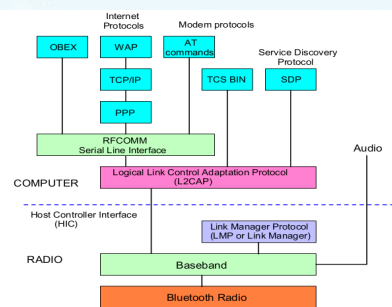 Internet
Protocols
Modem protocols
OBEX
WAP
AT
commands
Service Discovery
Protocol
TCP/IP
TCS BIN
SDP
PPP
RFCOMM
Serial Line Interface
Audio
Logical Link Control Adaptation Protocol
(L2CAP)
COMPUTER
Host Controller Interface
(HIC)
Link Manager Protocol
(LMP or Link Manager)
RADIO
Baseband
Bluetooth Radio